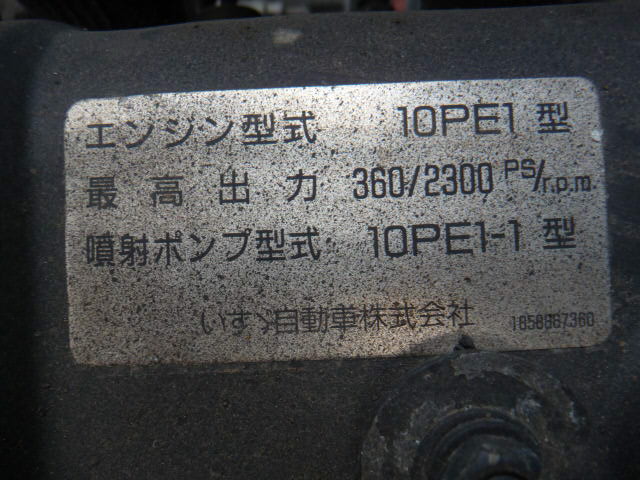 エンジン型式 10PE1 型
最高出力 360/2300 PS/r.p.m
噴射ポンプ型式 10PE1-1 型
いすゞ自動車株式会社 1858867360